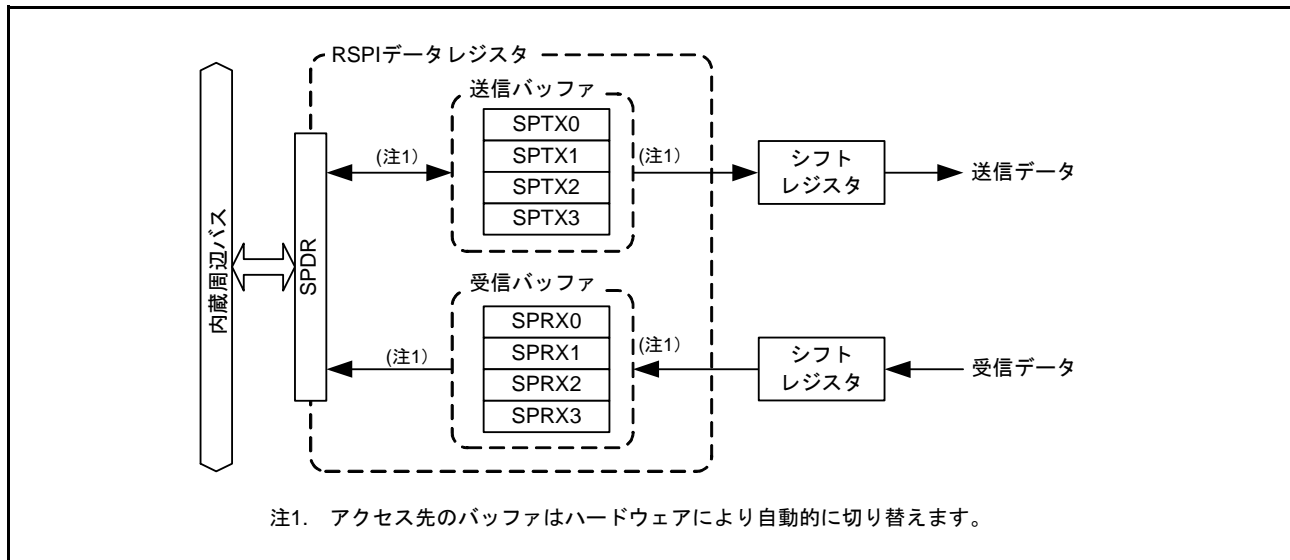 RSPIデータレジスタ
送信バッファ
SPTX0
SPTX1
SPTX2
SPTX3
(注1)
(注1)
シフト
レジスタ
送信データ
内蔵周辺バス
SPDR
受信バッファ
SPRX0
SPRX1
SPRX2
SPRX3
(注1)
(注1)
シフト
レジスタ
受信データ
注1. アクセス先のバッファはハードウェアにより自動的に切り替えます。